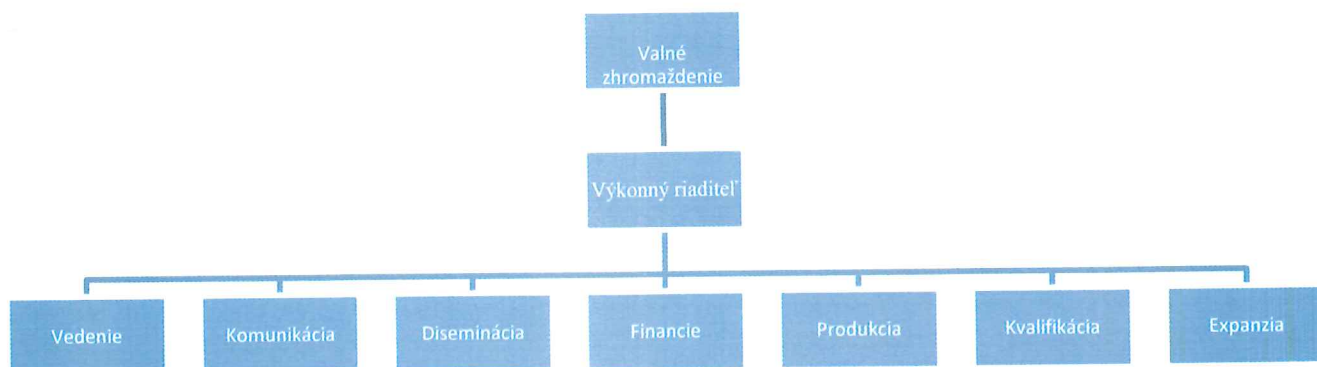 Valné
zhromaždenie
Výkonný riaditeľ
Vedenie
Komunikácia
Diseminácia
Financie
Produkcia
Kvalifikácia
Expanzia